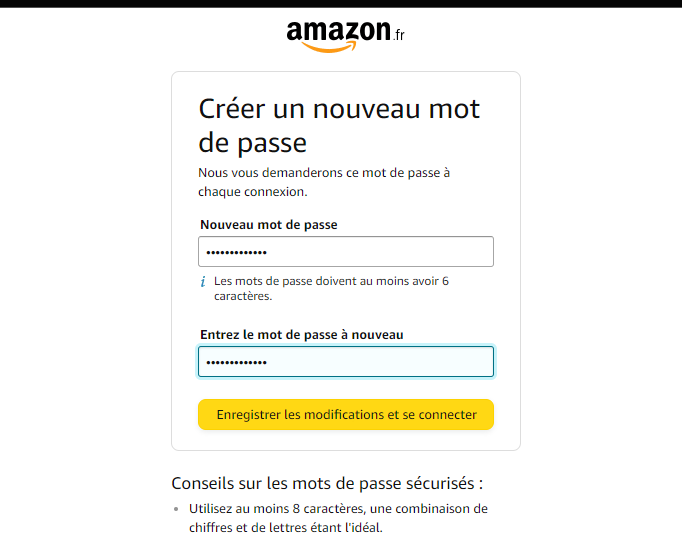 amazon.fr
Créer un nouveau mot
de passe
Nous vous demanderons ce mot de passe à
chaque connexion.
Nouveau mot de passe
•••••••••••••
i Les mots de passe doivent au moins avoir 6
caractères.
Entrez le mot de passe à nouveau
•••••••••••••
Enregistrer les modifications et se connecter
Conseils sur les mots de passe sécurisés :
• Utilisez au moins 8 caractères, une combinaison de
chiffres et de lettres étant l'idéal.